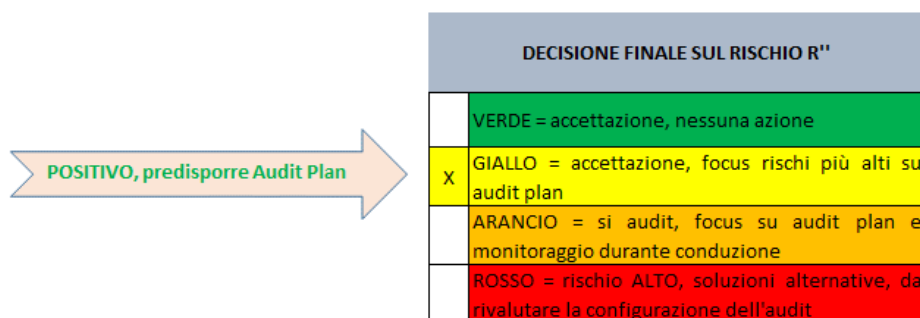 DECISIONE FINALE SUL RISCHIO R''
VERDE = accettazione, nessuna azione
POSITIVO, predisporre Audit Plan
X
GIALLO = accettazione, focus rischi più alti su
audit plan
ARANCIO = si audit, focus su audit plan e
monitoraggio durante conduzione
ROSSO = rischio ALTO, soluzioni alternative, da
rivalutare la configurazione dell'audit